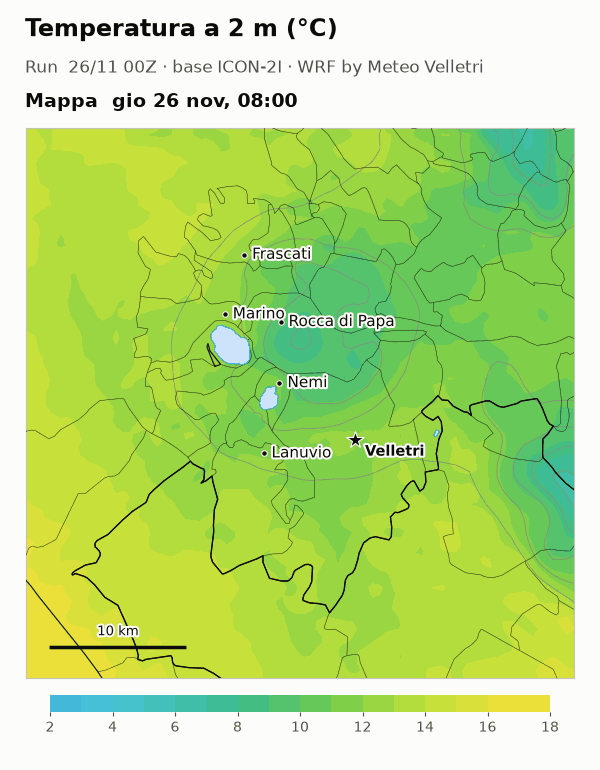 Temperatura a 2 m (°C)
Run  26/11 00Z · base ICON-2I · WRF by Meteo Velletri
Mappa  gio 26 nov, 08:00
Frascati
Marino
Rocca di Papa
Nemi
Lanuvio
Velletri
10 km
2 4 6 8 10 12 14 16 18